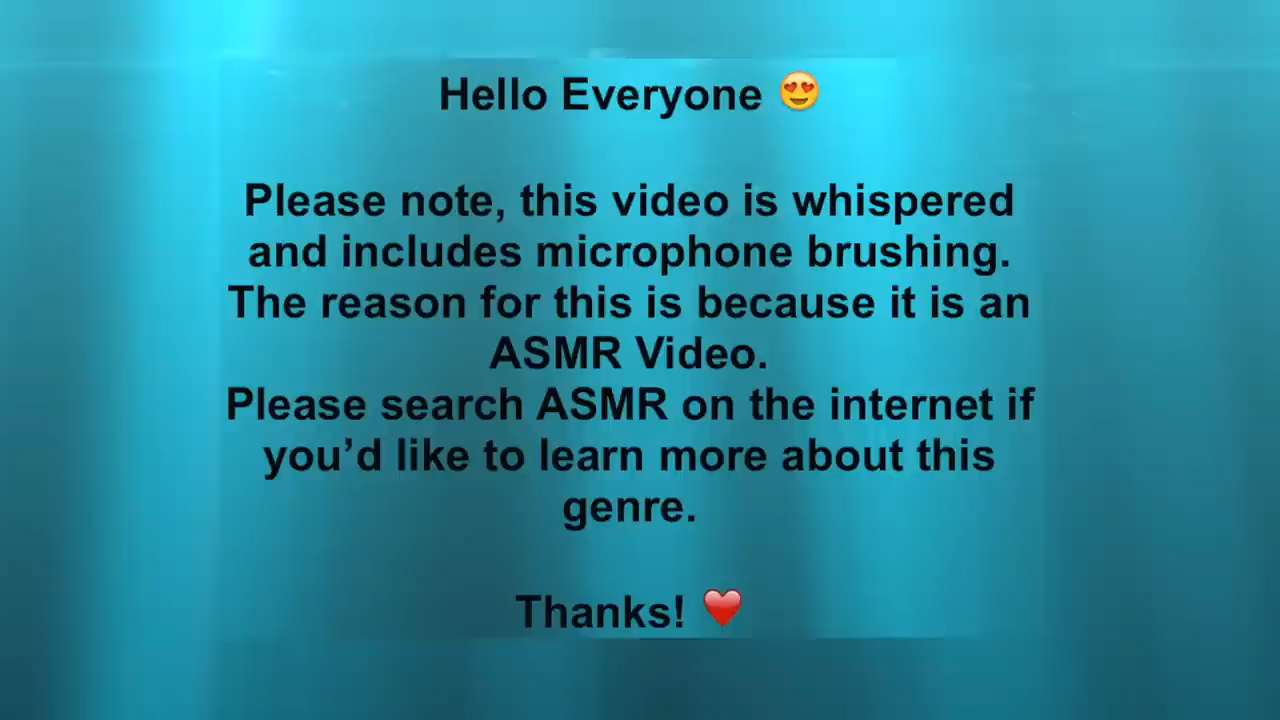 Hello Everyone 😍
Please note, this video is whispered
and includes microphone brushing.
The reason for this is because it is an
ASMR Video.
Please search ASMR on the internet if
you’d like to learn more about this
genre.
Thanks! ❤️